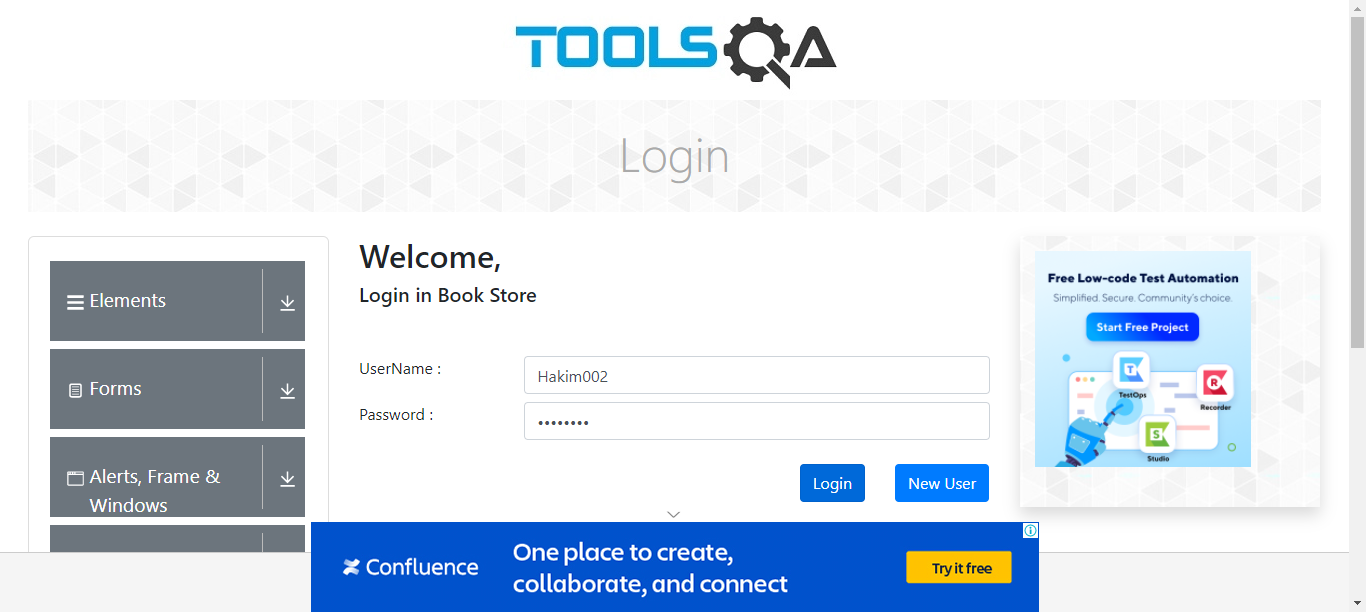 TOOLSQA
Login
Elements
Forms
Alerts, Frame &
Windows
Welcome,
Login in Book Store
UserName :
Hakim002
Password :
••••••••
Login
New User
Free Low-code Test Automation
Simplified. Secure. Community's choice.
Start Free Project
T
TestOps
R
Recorder
S
Studio
Confluence
One place to create,
collaborate, and connect
Try it free